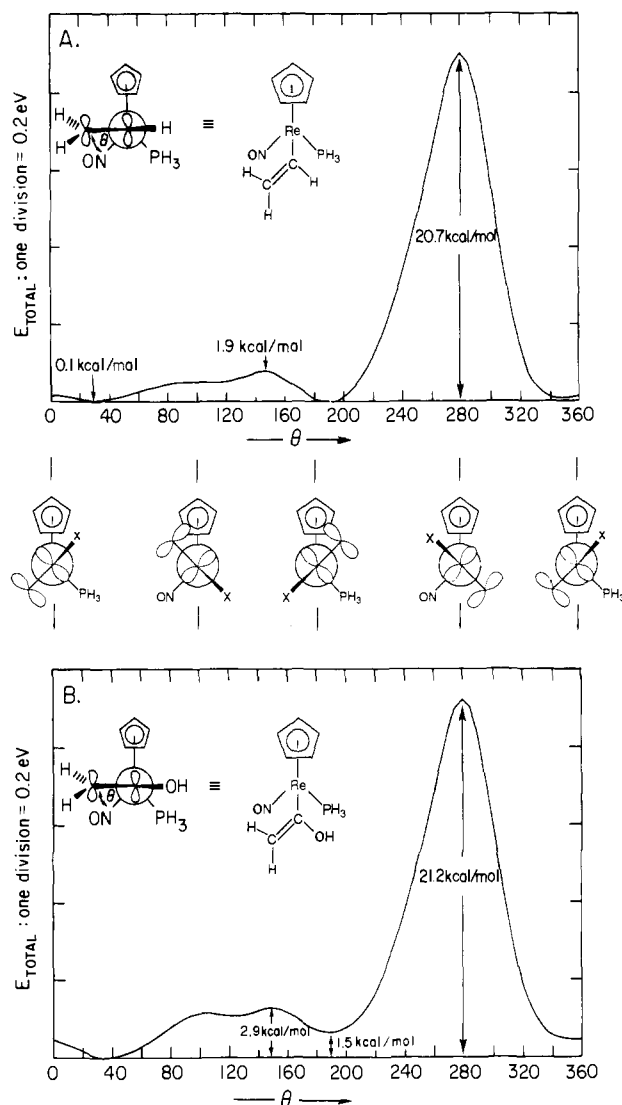 A.
E_TOTAL : one division = 0.2 eV
H
H
H
θ
ON
PH₃
≡
Re
ON
PH₃
C
C
H
H
H
0.1 kcal/mol
1.9 kcal/mol
20.7 kcal/mol
0 40 80 120 160 200 240 280 320 360
θ
X
X
X
X
X
PH₃
ON
PH₃
ON
PH₃
B.
E_TOTAL : one division = 0.2 eV
H
H
OH
θ
ON
PH₃
≡
Re
ON
PH₃
C
C
H
H
OH
2.9 kcal/mol
1.5 kcal/mol
21.2 kcal/mol
0 40 80 120 160 200 240 280 320 360
θ